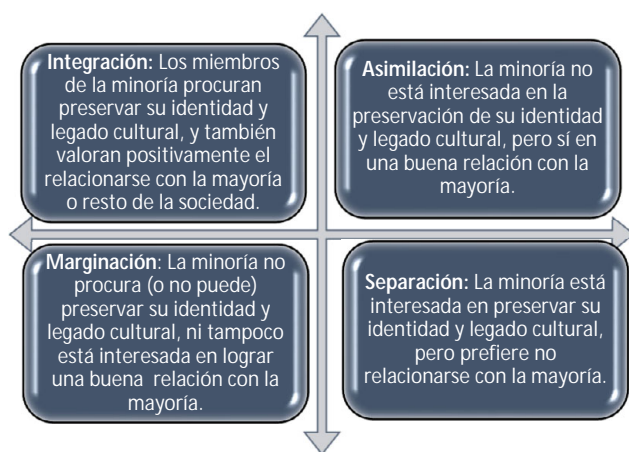 Integración: Los miembros
de la minoría procuran
preservar su identidad y
legado cultural, y también
valoran positivamente el
relacionarse con la mayoría
o resto de la sociedad.
Asimilación: La minoría no
está interesada en la
preservación de su identidad
y legado cultural, pero sí en
una buena relación con la
mayoría.
Marginación: La minoría no
procura (o no puede)
preservar su identidad y
legado cultural, ni tampoco
está interesada en lograr
una buena relación con la
mayoría.
Separación: La minoría está
interesada en preservar su
identidad y legado cultural,
pero prefiere no
relacionarse con la mayoría.